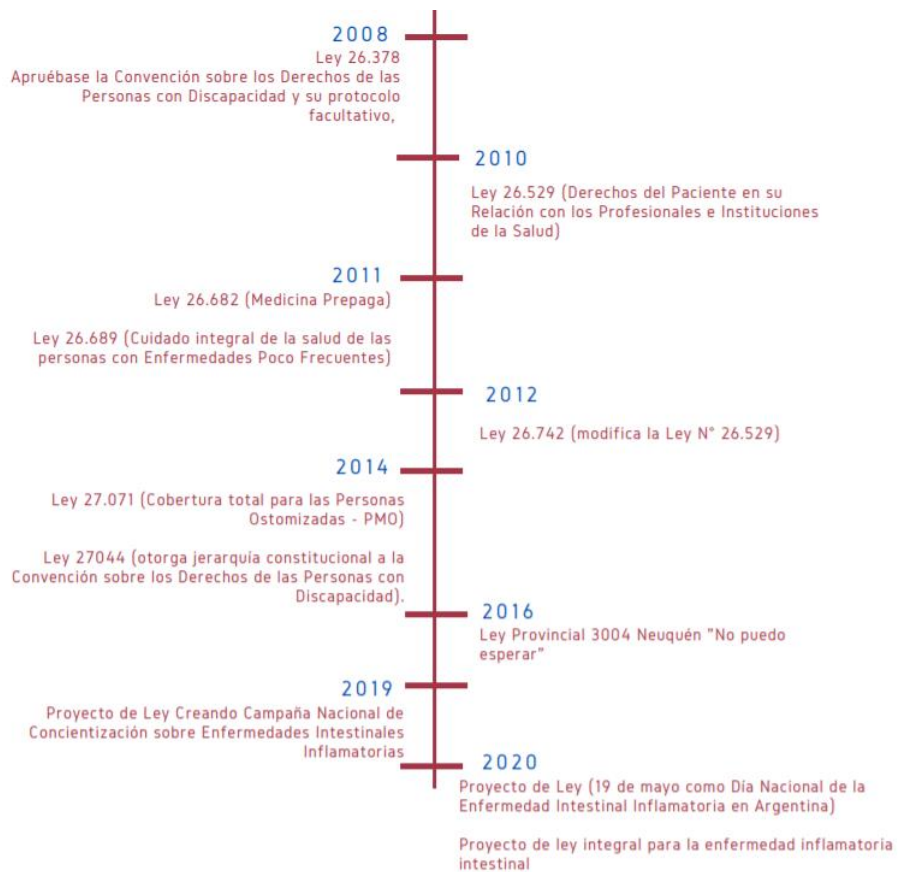 2008
Ley 26.378
Apruébase la Convención sobre los Derechos de las
Personas con Discapacidad y su protocolo
facultativo,
2010
Ley 26.529 (Derechos del Paciente en su
Relación con los Profesionales e Instituciones
de la Salud)
2011
Ley 26.682 (Medicina Prepaga)
Ley 26.689 (Cuidado integral de la salud de las
personas con Enfermedades Poco Frecuentes)
2012
Ley 26.742 (modifica la Ley N° 26.529)
2014
Ley 27.071 (Cobertura total para las Personas
Ostomizadas - PMO)
Ley 27044 (otorga jerarquía constitucional a la
Convención sobre los Derechos de las Personas con
Discapacidad).
2016
Ley Provincial 3004 Neuquén "No puedo
esperar"
2019
Proyecto de Ley Creando Campaña Nacional de
Concientización sobre Enfermedades Intestinales
Inflamatorias
2020
Proyecto de Ley (19 de mayo como Día Nacional de la
Enfermedad Intestinal Inflamatoria en Argentina)
Proyecto de ley integral para la enfermedad inflamatoria
intestinal